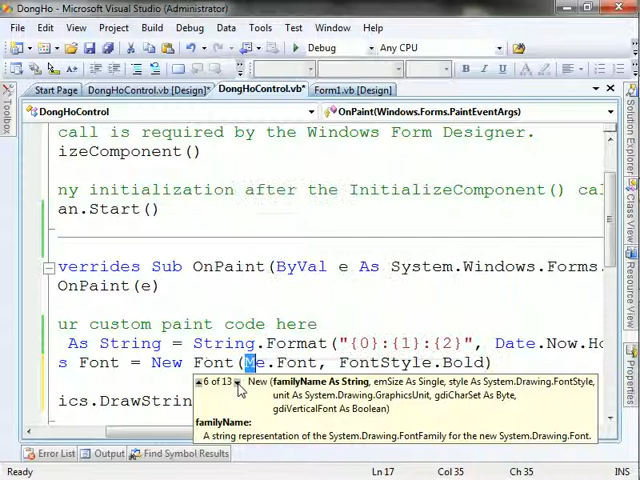 DongHo - Microsoft Visual Studio (Administrator)
File Edit View Project Build Debug Data Tools Test Window Help
Debug Any CPU
Start Page DongHoControl.vb [Design]* DongHoControl.vb* Form1.vb [Design]
DongHoControl OnPaint(Windows.Forms.PaintEventArgs)
Toolbox
Solution Explorer
Class View
Resource View
call is required by the Windows Form Designer.
izeComponent()
ny initialization after the InitializeComponent() cal
an.Start()
verrides Sub OnPaint(ByVal e As System.Windows.Forms.
OnPaint(e)
ur custom paint code here
As String = String.Format("{0}:{1}:{2}", Date.Now.Ho
s Font = New Font(Me.Font, FontStyle.Bold)
6 of 13 New (familyName As String, emSize As Single, style As System.Drawing.FontStyle,
unit As System.Drawing.GraphicsUnit, gdiCharSet As Byte,
gdiVerticalFont As Boolean)
ics.DrawStrin
familyName:
A string representation of the System.Drawing.FontFamily for the new System.Drawing.Font.
Error List Output Find Symbol Results
Ready Ln 17 Col 35 Ch 35 INS